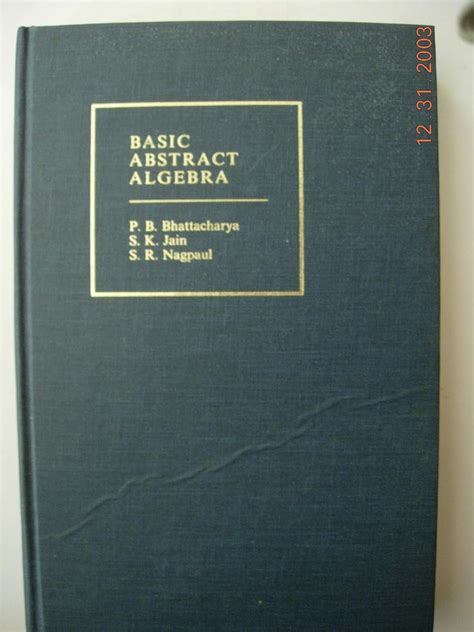 BASIC
ABSTRACT
ALGEBRA
P. B. Bhattacharya
S. K. Jain
S. R. Nagpaul
12 31 2003